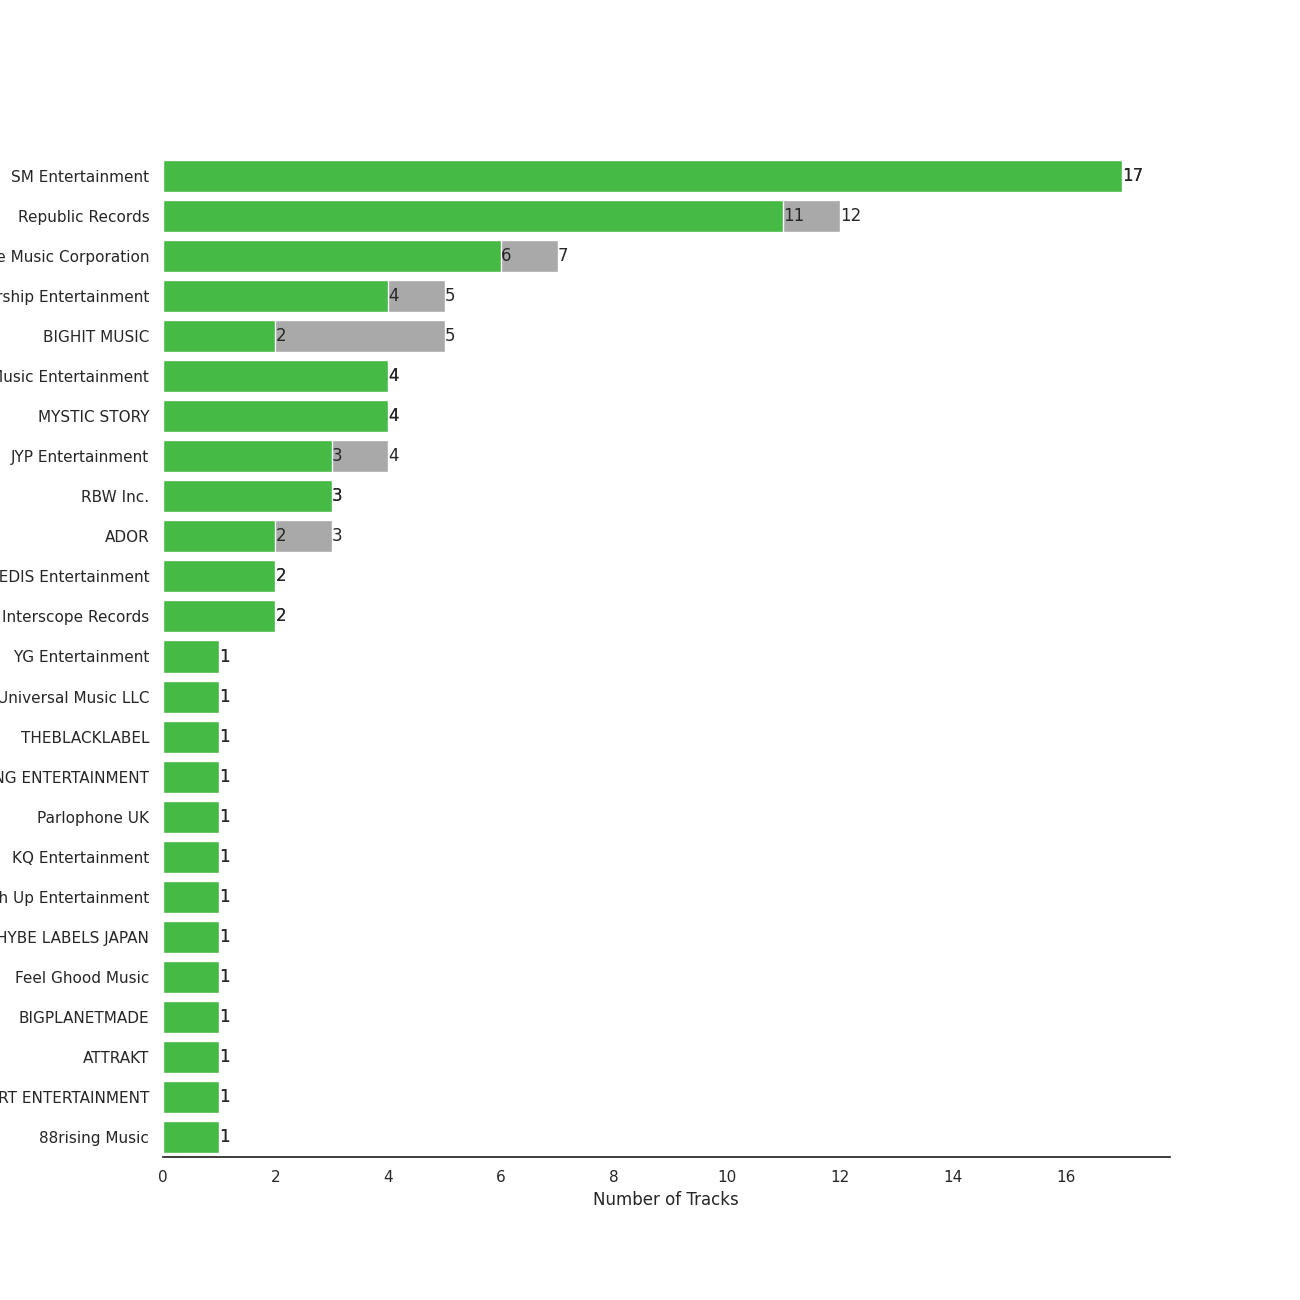 SM Entertainment 17
Republic Records 11 12
Music Corporation 6 7
Entertainment 4 5
BIGHIT MUSIC 2 5
Music Entertainment 4
MYSTIC STORY 4
JYP Entertainment 3 4
RBW Inc. 3
ADOR 2 3
EDIS Entertainment 2
Interscope Records 2
YG Entertainment 1
Universal Music LLC 1
THEBLACKLABEL 1
NG ENTERTAINMENT 1
Parlophone UK 1
KQ Entertainment 1
h Up Entertainment 1
HYBE LABELS JAPAN 1
Feel Ghood Music 1
BIGPLANETMADE 1
ATTRAKT 1
RT ENTERTAINMENT 1
88rising Music 1
0 2 4 6 8 10 12 14 16
Number of Tracks